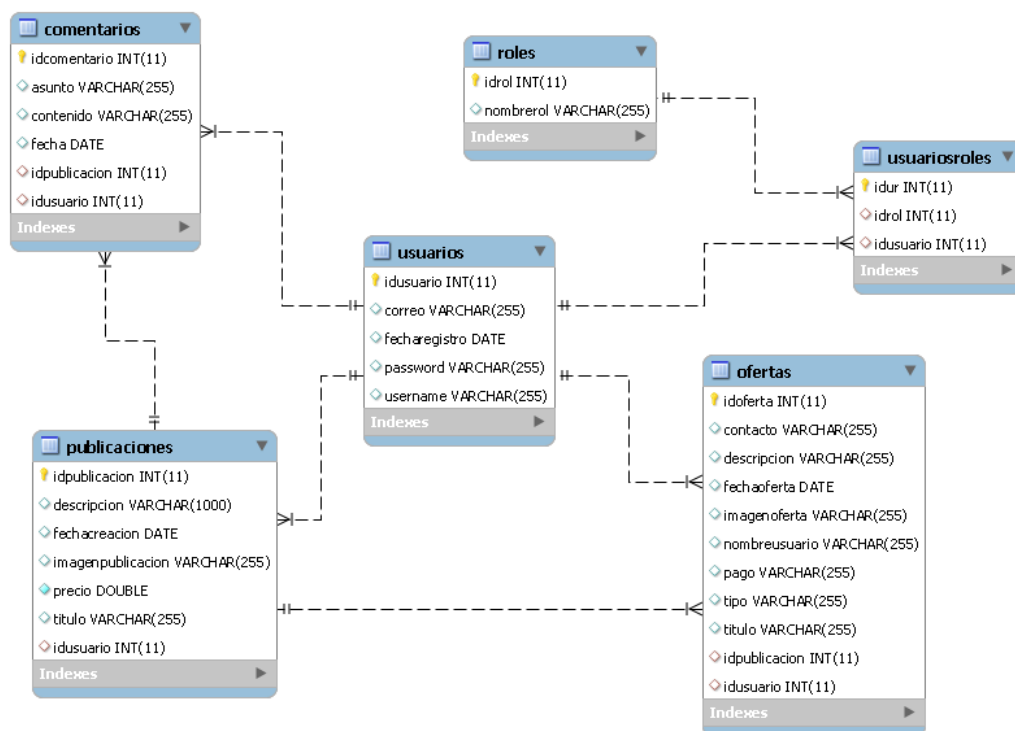 comentarios
idcomentario INT(11)
asunto VARCHAR(255)
contenido VARCHAR(255)
fecha DATE
idpublicacion INT(11)
idusuario INT(11)
Indexes
roles
idrol INT(11)
nombrerol VARCHAR(255)
Indexes
usuariosroles
idur INT(11)
idrol INT(11)
idusuario INT(11)
Indexes
usuarios
idusuario INT(11)
correo VARCHAR(255)
fecharegistro DATE
password VARCHAR(255)
username VARCHAR(255)
Indexes
publicaciones
idpublicacion INT(11)
descripcion VARCHAR(1000)
fechacreacion DATE
imagenpublicacion VARCHAR(255)
precio DOUBLE
titulo VARCHAR(255)
idusuario INT(11)
Indexes
ofertas
idoferta INT(11)
contacto VARCHAR(255)
descripcion VARCHAR(255)
fechaoferta DATE
imagenoferta VARCHAR(255)
nombreusuario VARCHAR(255)
pago VARCHAR(255)
tipo VARCHAR(255)
titulo VARCHAR(255)
idpublicacion INT(11)
idusuario INT(11)
Indexes